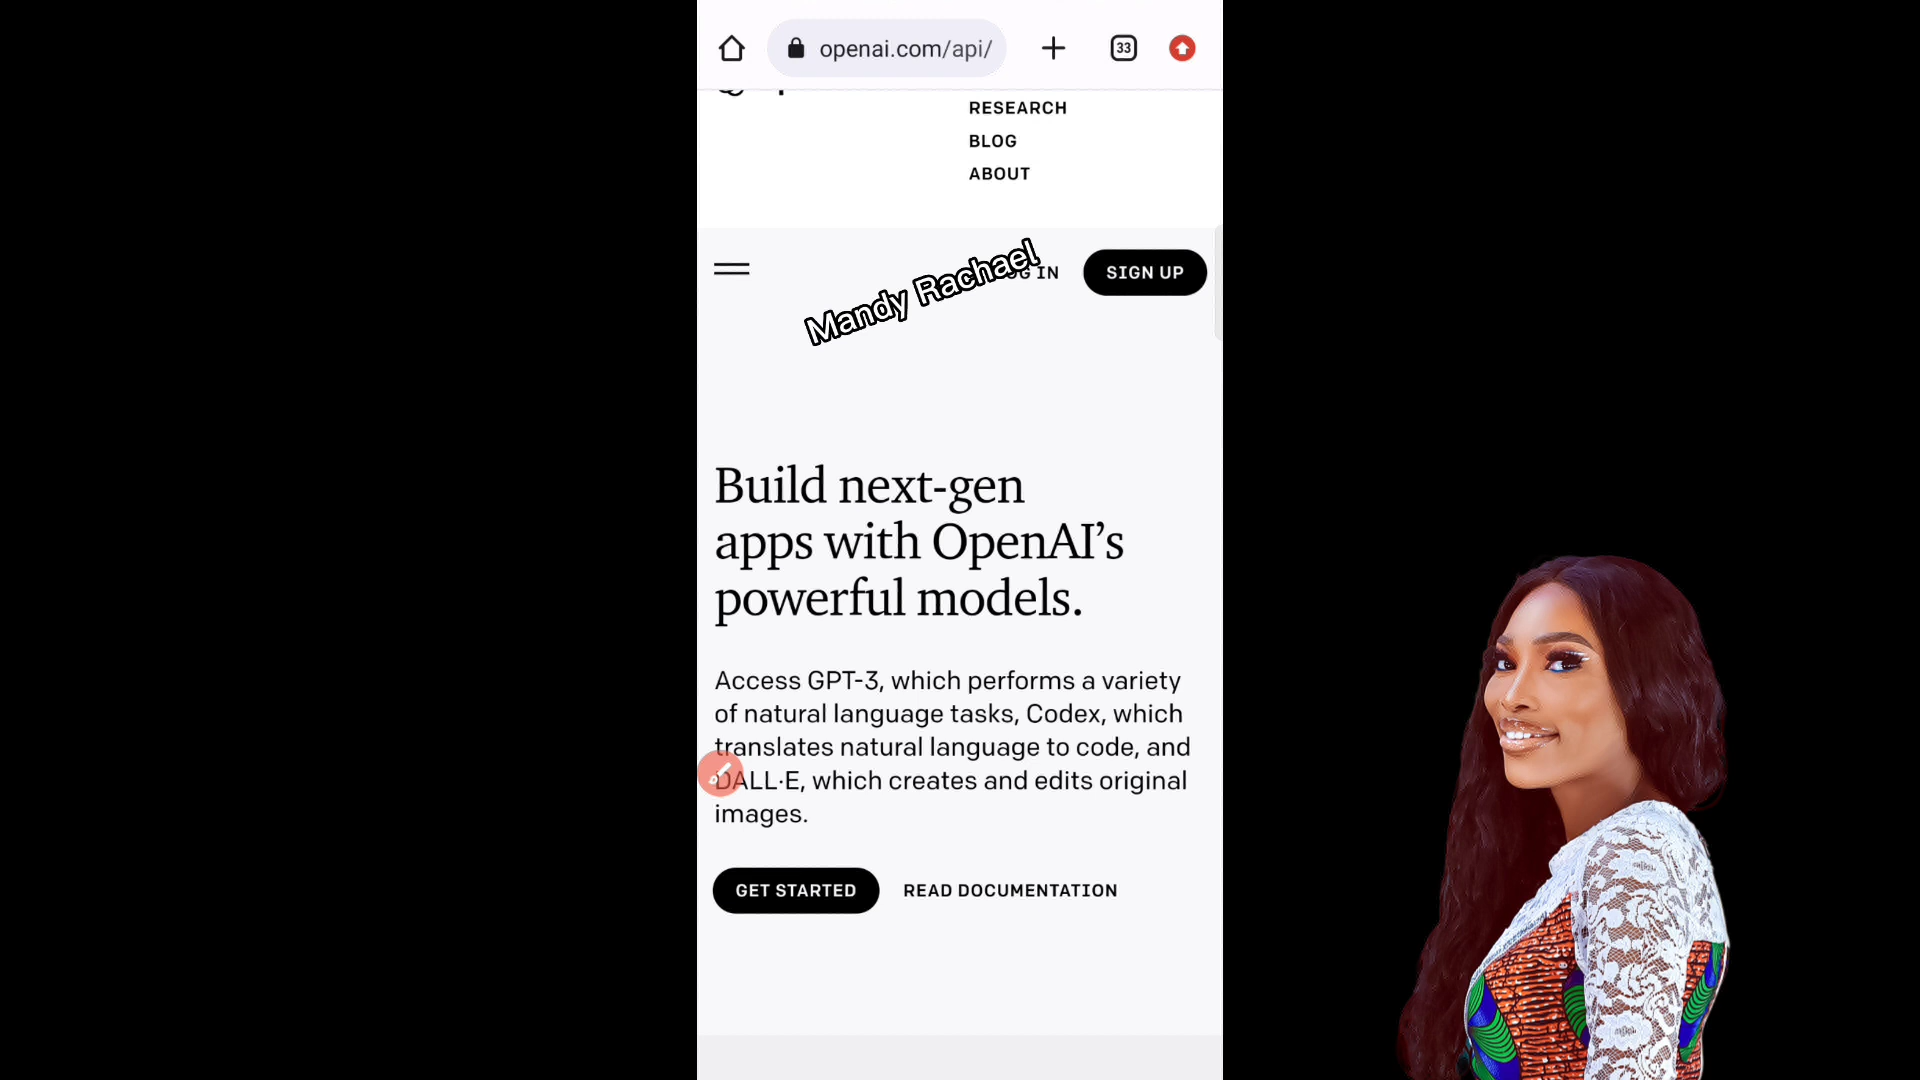 openai.com/api/
33
RESEARCH
BLOG
ABOUT
Mandy Rachael
IN
SIGN UP
Build next-gen
apps with OpenAI’s
powerful models.
Access GPT-3, which performs a variety
of natural language tasks, Codex, which
translates natural language to code, and
DALL·E, which creates and edits original
images.
GET STARTED
READ DOCUMENTATION